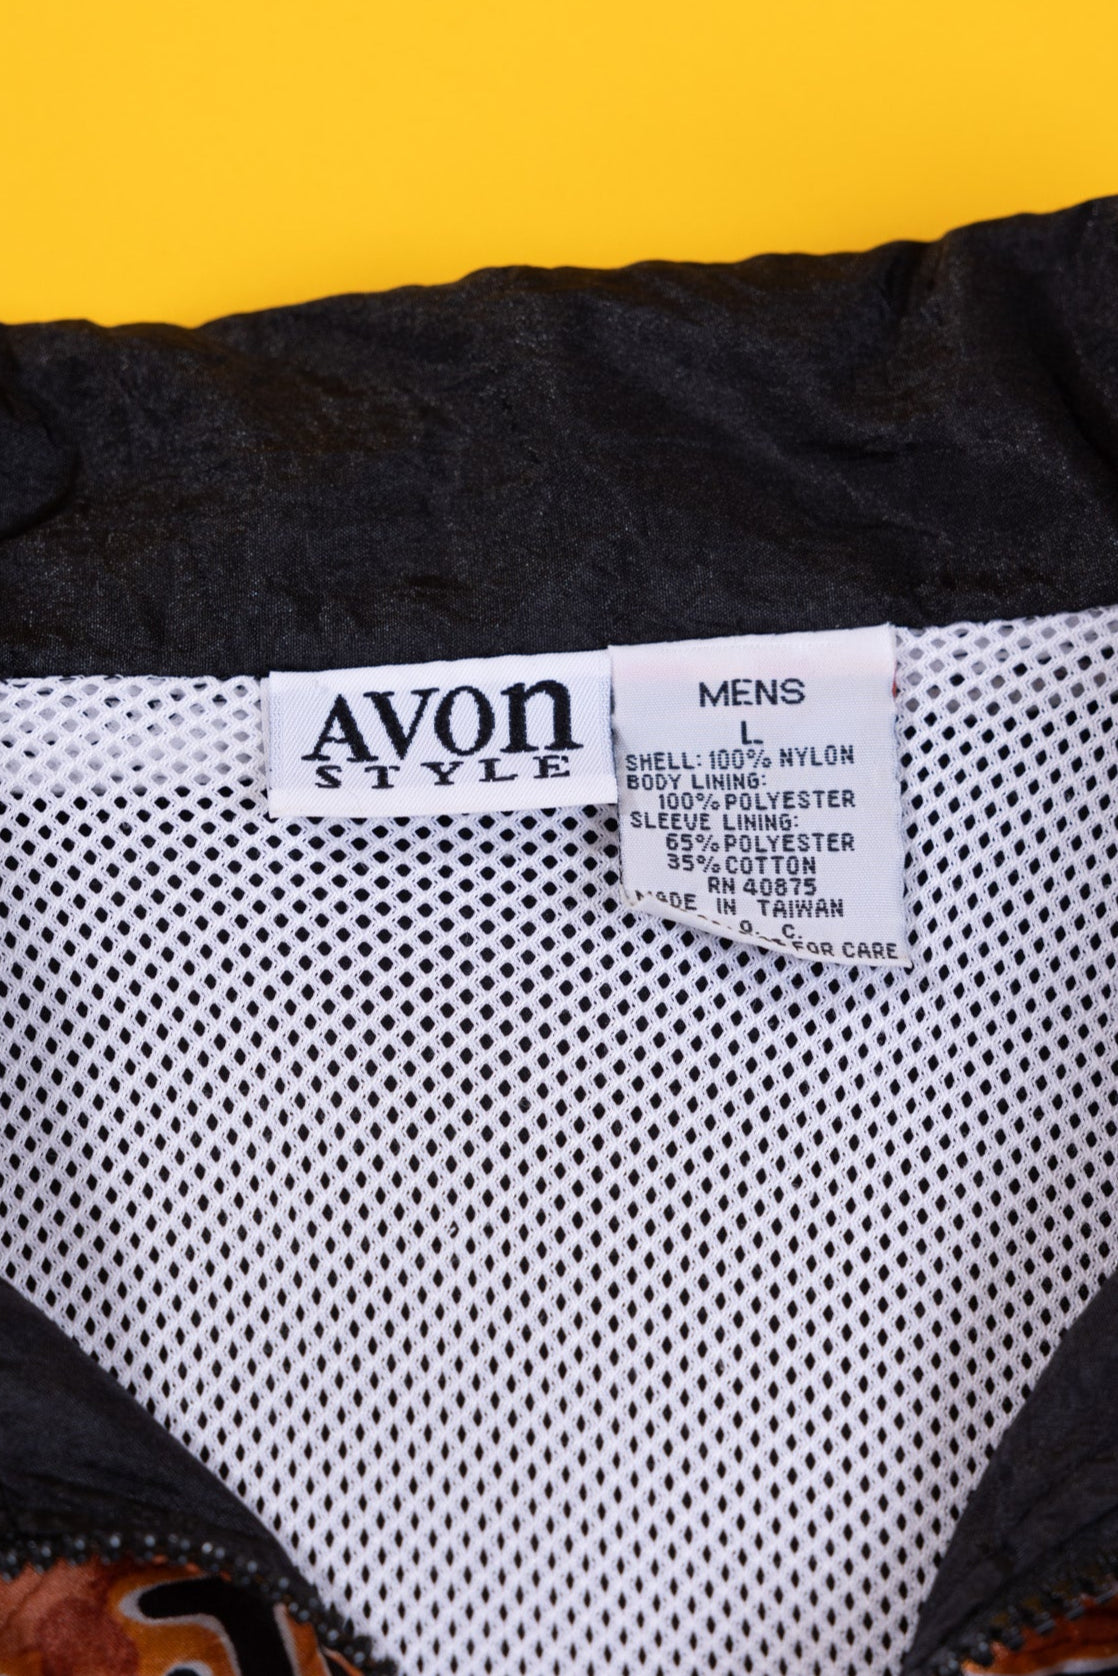 AVON
STYLE
MENS
L
SHELL: 100% NYLON
BODY LINING:
100% POLYESTER
SLEEVE LINING:
65% POLYESTER
35% COTTON
RN 40875
MADE IN TAIWAN
O. C.
FOR CARE